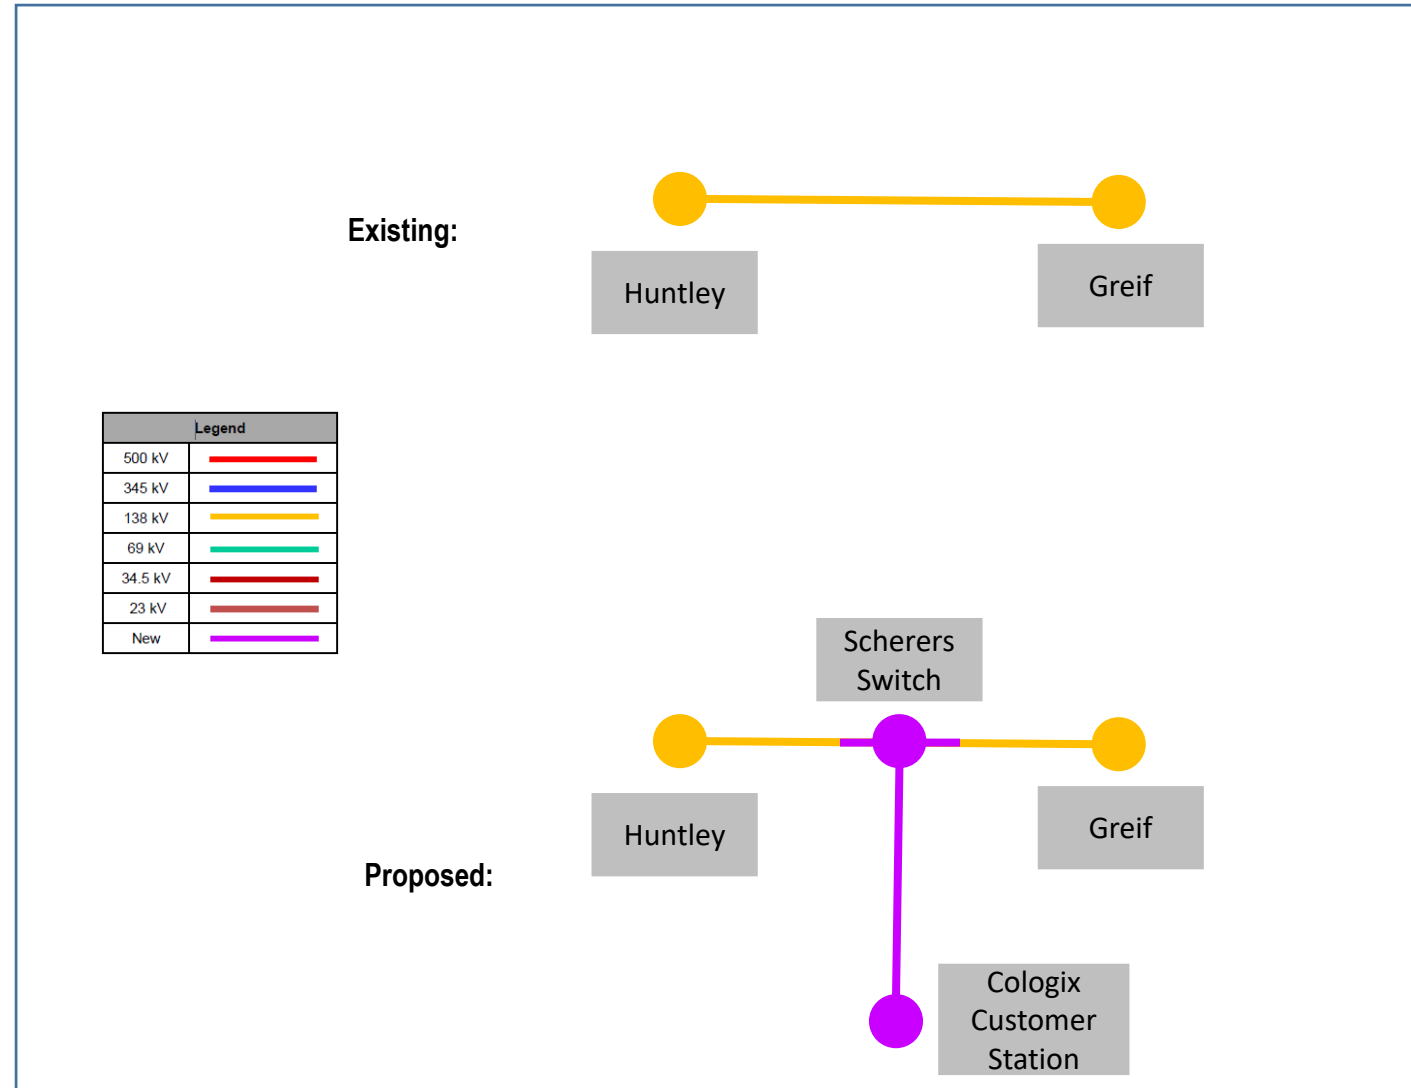 Existing:
Huntley
Greif
Legend
500 kV
345 kV
138 kV
69 kV
34.5 kV
23 kV
New
Scherers
Switch
Huntley
Greif
Proposed:
Cologix
Customer
Station